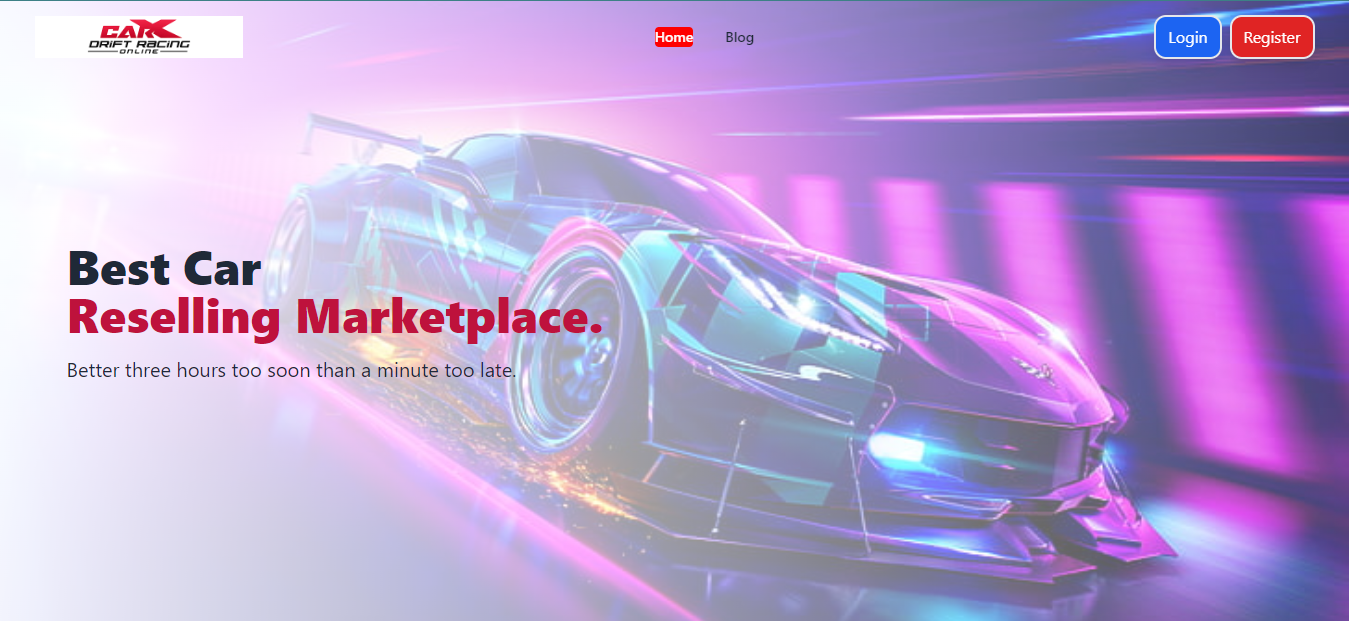 CARX
DRIFT RACING
ONLINE
Home
Blog
Login
Register
Best Car
Reselling Marketplace.
Better three hours too soon than a minute too late.